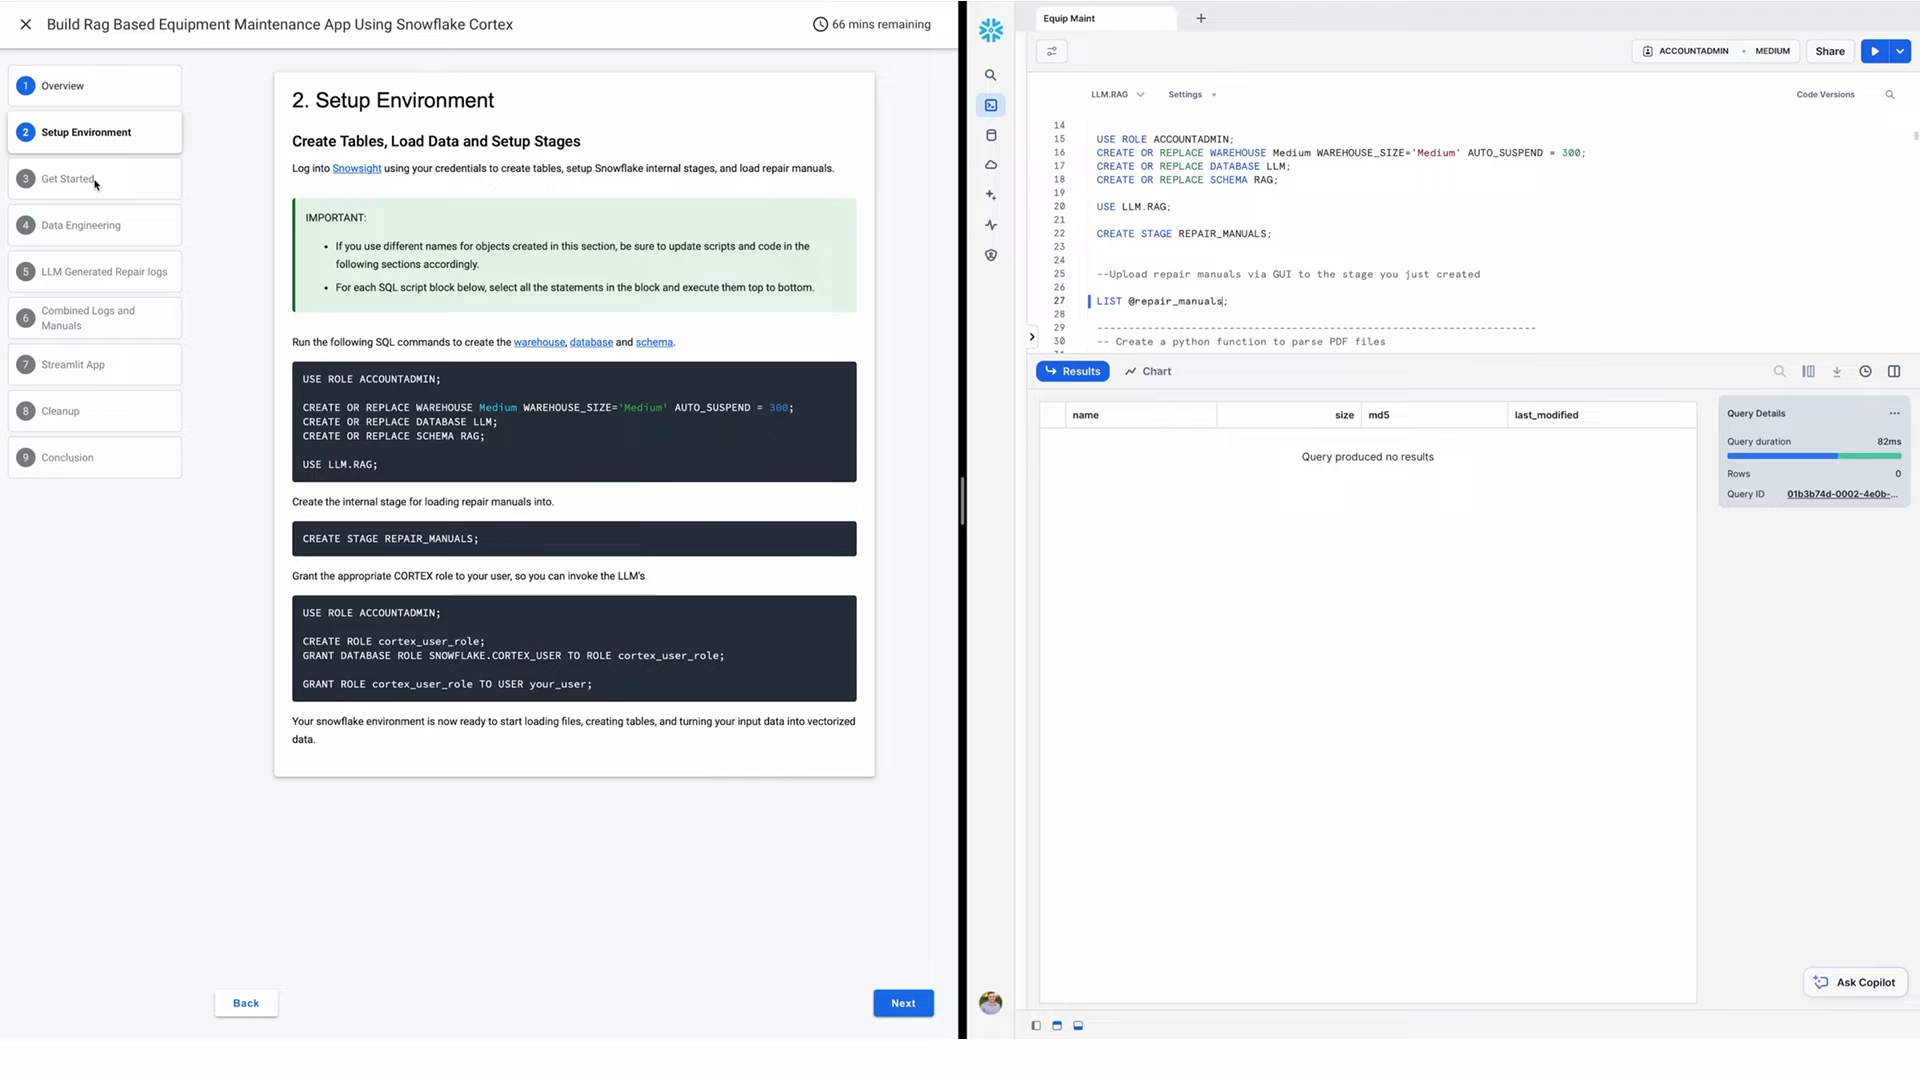 Build Rag Based Equipment Maintenance App Using Snowflake Cortex
66 mins remaining
1 Overview
2 Setup Environment
3 Get Started
4 Data Engineering
5 LLM Generated Repair logs
6 Combined Logs and
Manuals
7 Streamlit App
8 Cleanup
9 Conclusion
2. Setup Environment
Create Tables, Load Data and Setup Stages
Log into Snowsight using your credentials to create tables, setup Snowflake internal stages, and load repair manuals.
IMPORTANT:
• If you use different names for objects created in this section, be sure to update scripts and code in the
following sections accordingly.
• For each SQL script block below, select all the statements in the block and execute them top to bottom.
Run the following SQL commands to create the warehouse, database and schema.
USE ROLE ACCOUNTADMIN;
CREATE OR REPLACE WAREHOUSE Medium WAREHOUSE_SIZE='Medium' AUTO_SUSPEND = 300;
CREATE OR REPLACE DATABASE LLM;
CREATE OR REPLACE SCHEMA RAG;
USE LLM.RAG;
Create the internal stage for loading repair manuals into.
CREATE STAGE REPAIR_MANUALS;
Grant the appropriate CORTEX role to your user, so you can invoke the LLM's
USE ROLE ACCOUNTADMIN;
CREATE ROLE cortex_user_role;
GRANT DATABASE ROLE SNOWFLAKE.CORTEX_USER TO ROLE cortex_user_role;
GRANT ROLE cortex_user_role TO USER your_user;
Your snowflake environment is now ready to start loading files, creating tables, and turning your input data into vectorized
data.
Back
Next
Equip Maint
+
ACCOUNTADMIN • MEDIUM
Share
LLM.RAG
Settings
Code Versions
14
15 USE ROLE ACCOUNTADMIN;
16 CREATE OR REPLACE WAREHOUSE Medium WAREHOUSE_SIZE='Medium' AUTO_SUSPEND = 300;
17 CREATE OR REPLACE DATABASE LLM;
18 CREATE OR REPLACE SCHEMA RAG;
19
20 USE LLM.RAG;
21
22 CREATE STAGE REPAIR_MANUALS;
23
24
25 --Upload repair manuals via GUI to the stage you just created
26
27 LIST @repair_manuals;
28
29 ----------------------------------------------------------------------
30 -- Create a python function to parse PDF files
Results
Chart
name size md5 last_modified
Query produced no results
Query Details
...
Query duration 82ms
Rows 0
Query ID 01b3b74d-0002-4e0b-...
Ask Copilot